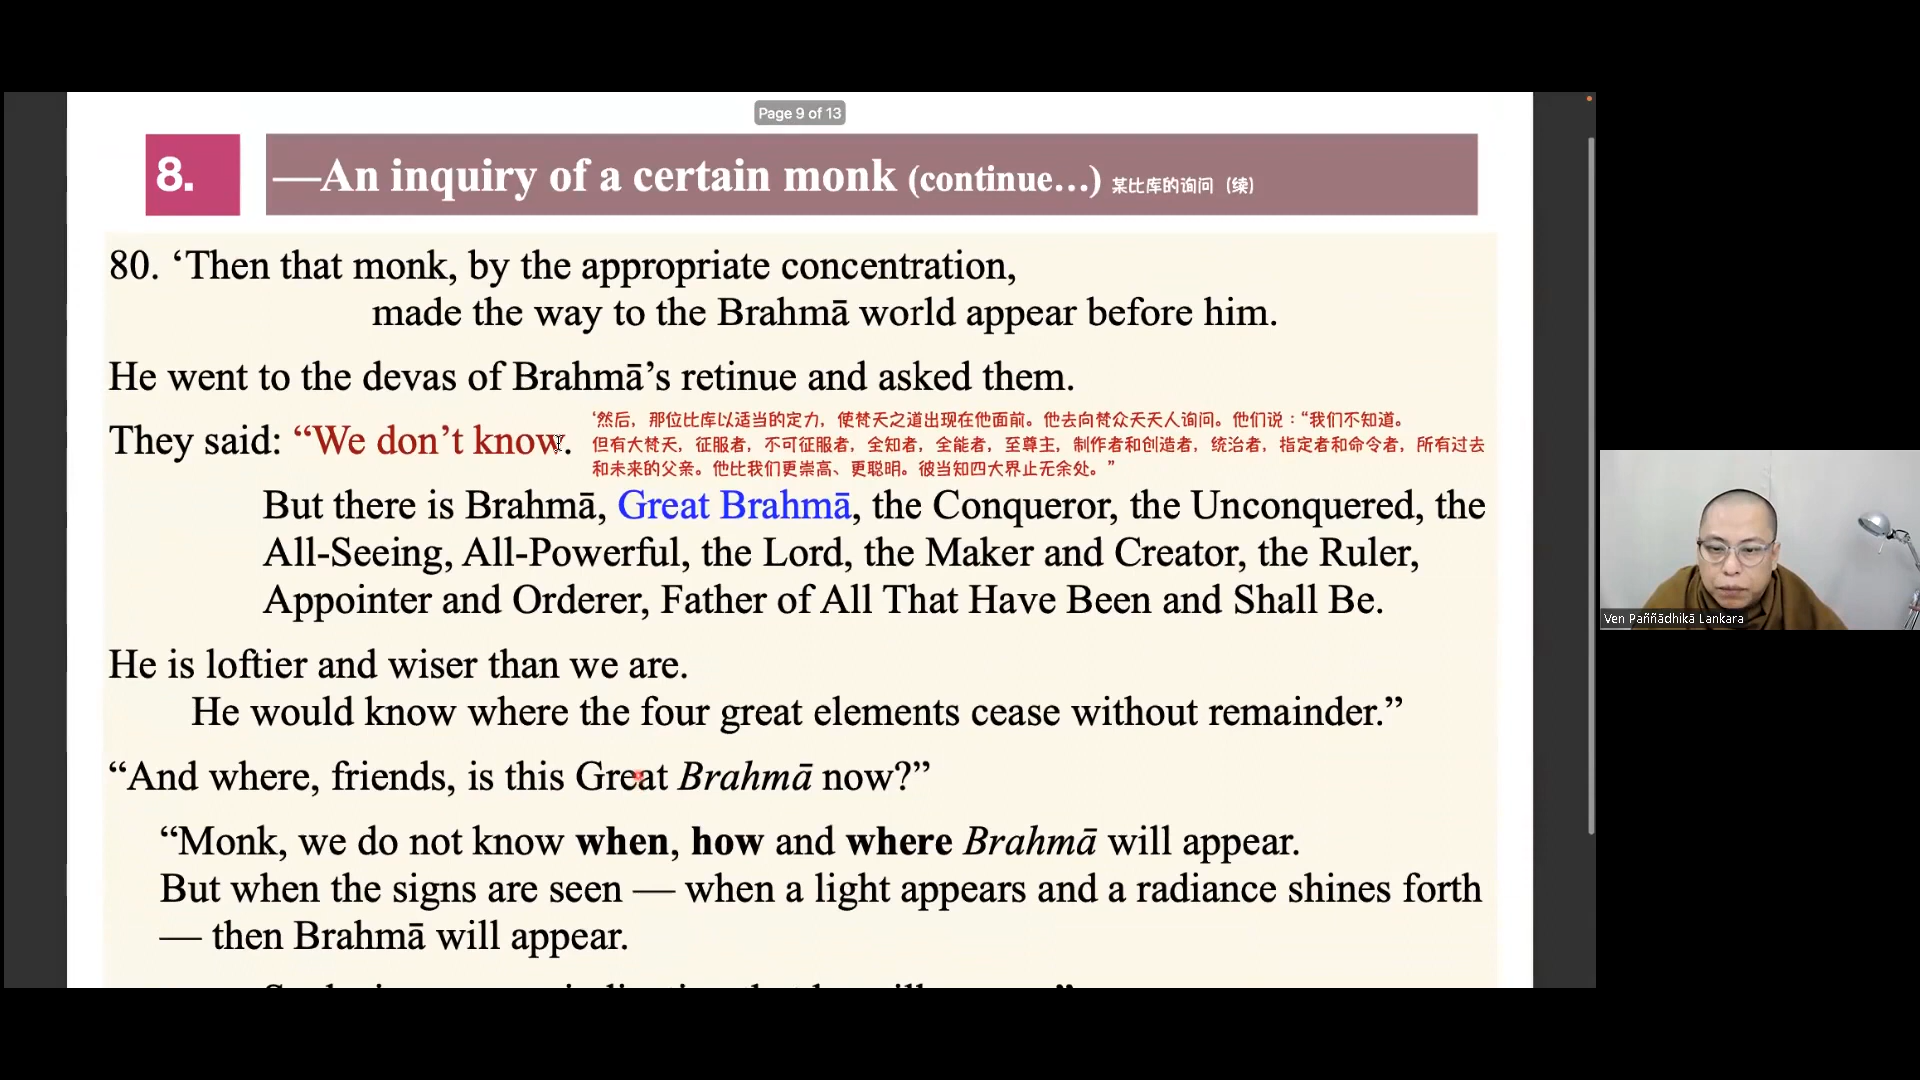 Page 9 of 13
8.
—An inquiry of a certain monk (continue...) 某比库的询问（续）
80. ‘Then that monk, by the appropriate concentration,
made the way to the Brahmā world appear before him.
He went to the devas of Brahmā’s retinue and asked them.
They said: “We don’t know.
‘然后，那位比库以适当的定力，使梵天之道出现在他面前。他去向梵众天天人询问。他们说：“我们不知道。
但有大梵天，征服者，不可征服者，全知者，全能者，至尊主，制作者和创造者，统治者，指定者和命令者，所有过去
和未来的父亲。他比我们更崇高、更聪明。彼当知四大界止无余处。”
But there is Brahmā, Great Brahmā, the Conqueror, the Unconquered, the
All-Seeing, All-Powerful, the Lord, the Maker and Creator, the Ruler,
Appointer and Orderer, Father of All That Have Been and Shall Be.
He is loftier and wiser than we are.
He would know where the four great elements cease without remainder.”
“And where, friends, is this Great Brahmā now?”
“Monk, we do not know when, how and where Brahmā will appear.
But when the signs are seen — when a light appears and a radiance shines forth
— then Brahmā will appear.
Ven Paññādhikā Lankara